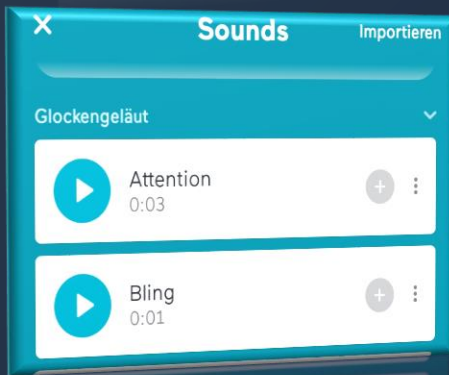 Sounds
Importieren
Glockengeläut
Attention
0:03
Bling
0:01